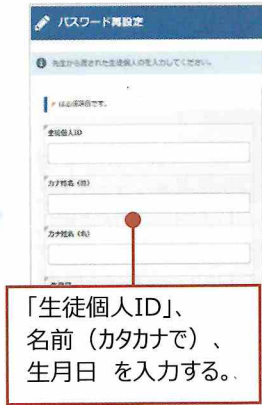 パスワード再設定
先生から渡された生徒個人IDを入力してください。
* は必須項目です。
生徒個人ID
カナ姓名（姓）
カナ姓名（名）
生月日
「生徒個人ID」、
名前（カタカナで）、
生月日 を入力する。